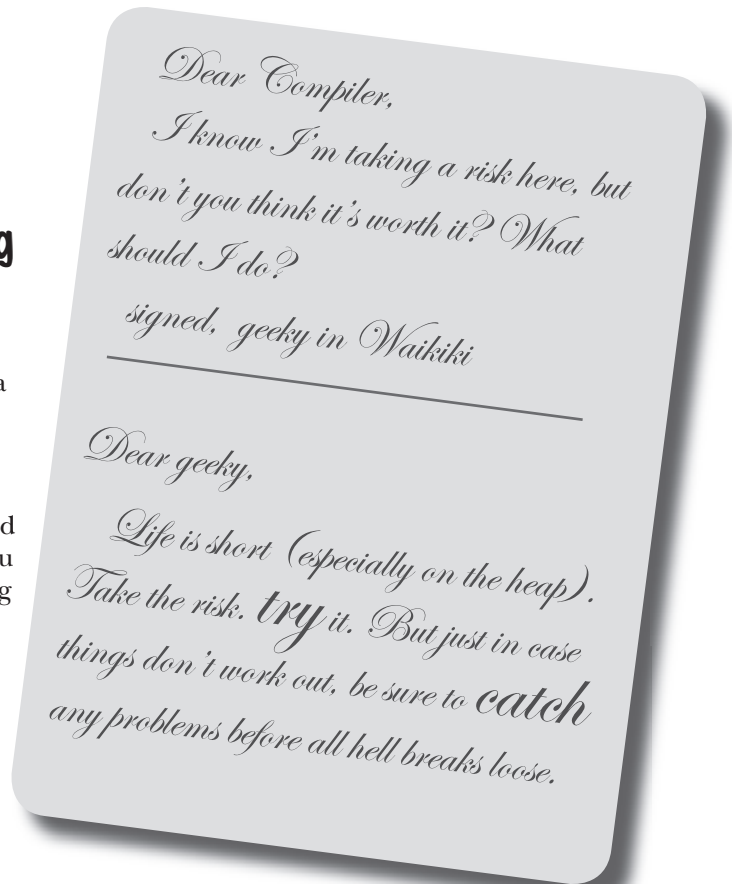 g
a
d
u
g
Dear Compiler,
I know I'm taking a risk here, but
don't you think it's worth it? What
should I do?
signed, geeky in Waikiki
Dear geeky,
Life is short (especially on the heap).
Take the risk. try it. But just in case
things don't work out, be sure to catch
any problems before all hell breaks loose.